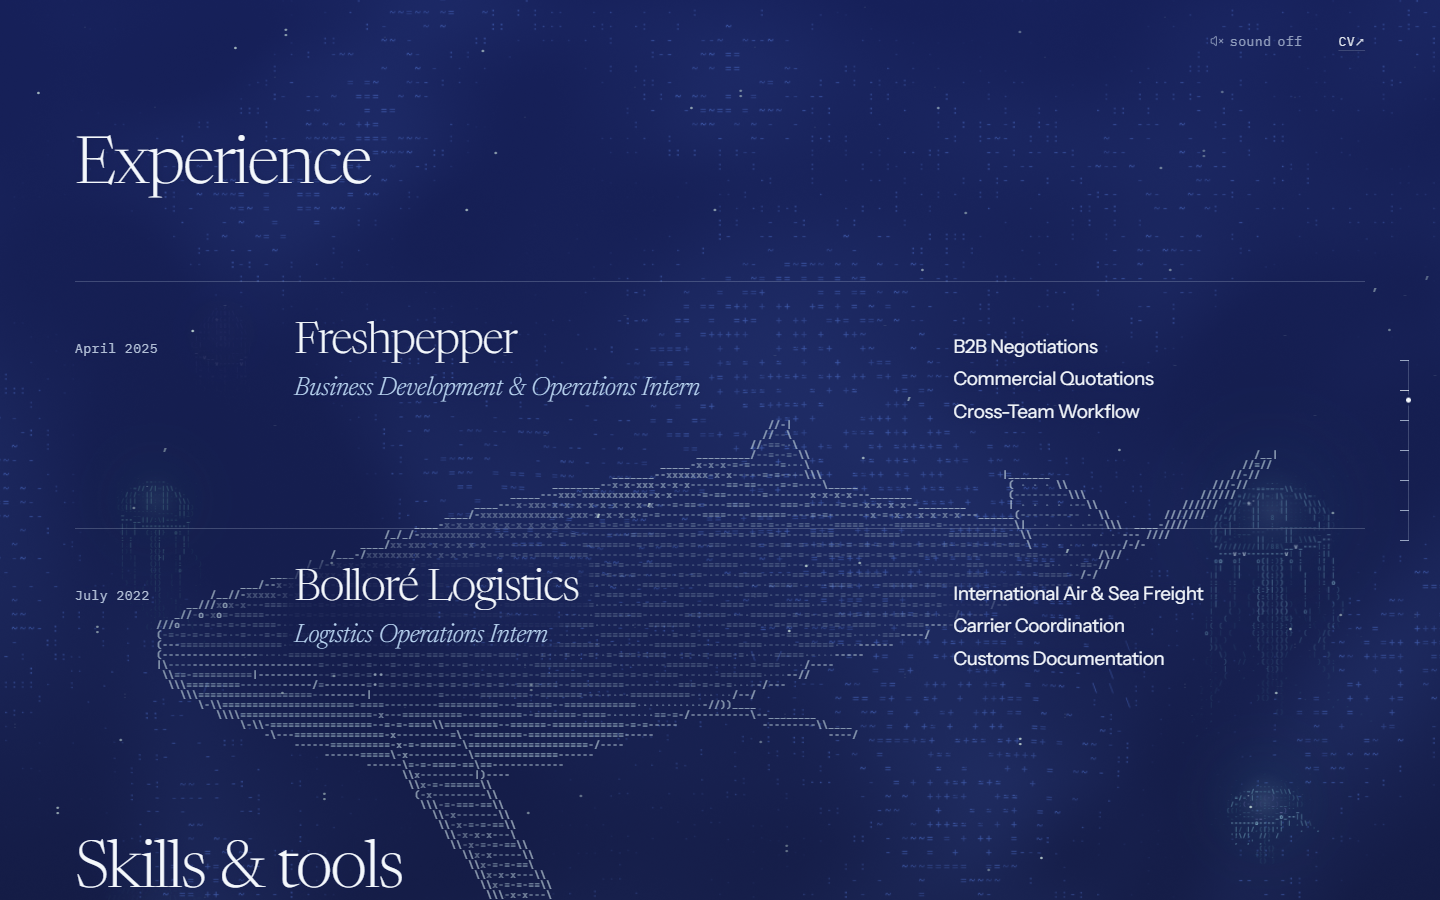 sound off
CV↗
Experience
April 2025
Freshpepper
Business Development & Operations Intern
B2B Negotiations
Commercial Quotations
Cross-Team Workflow
July 2022
Bolloré Logistics
Logistics Operations Intern
International Air & Sea Freight
Carrier Coordination
Customs Documentation
Skills & tools